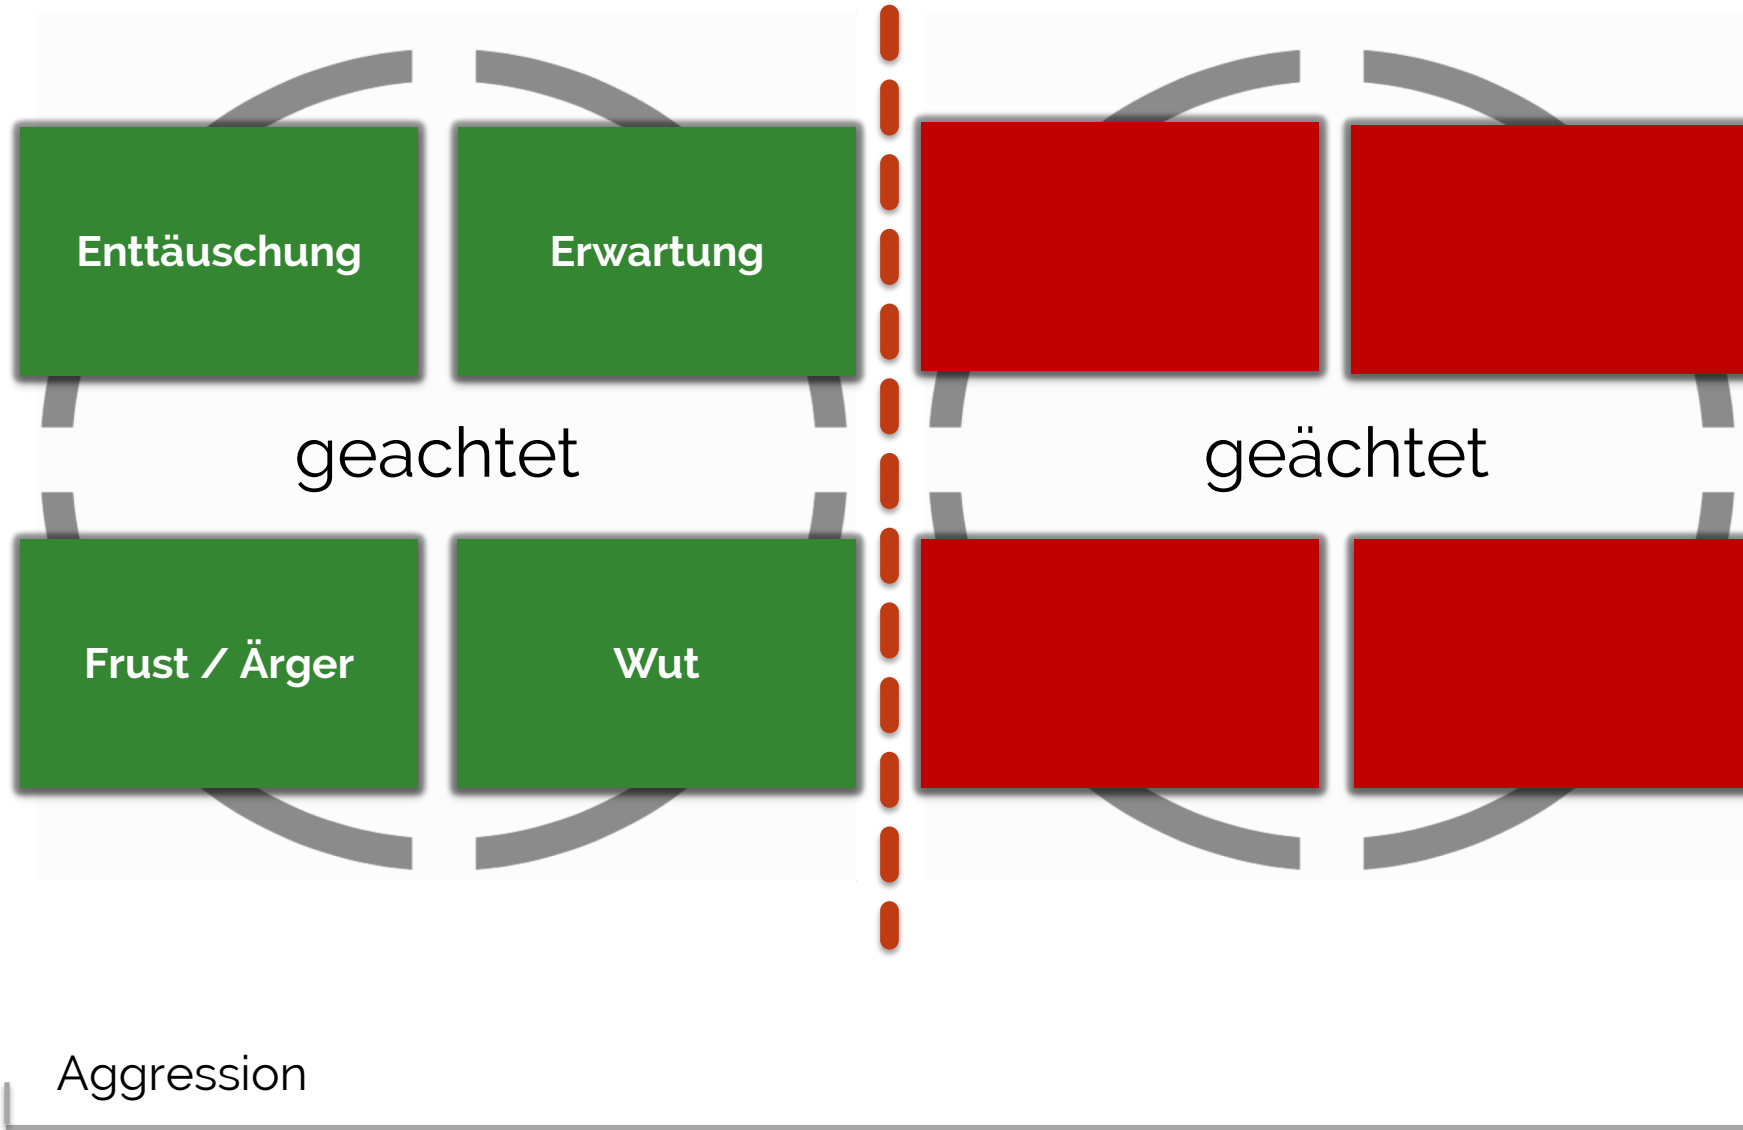 Enttäuschung
Erwartung
geachtet
geächtet
Frust / Ärger
Wut
Aggression